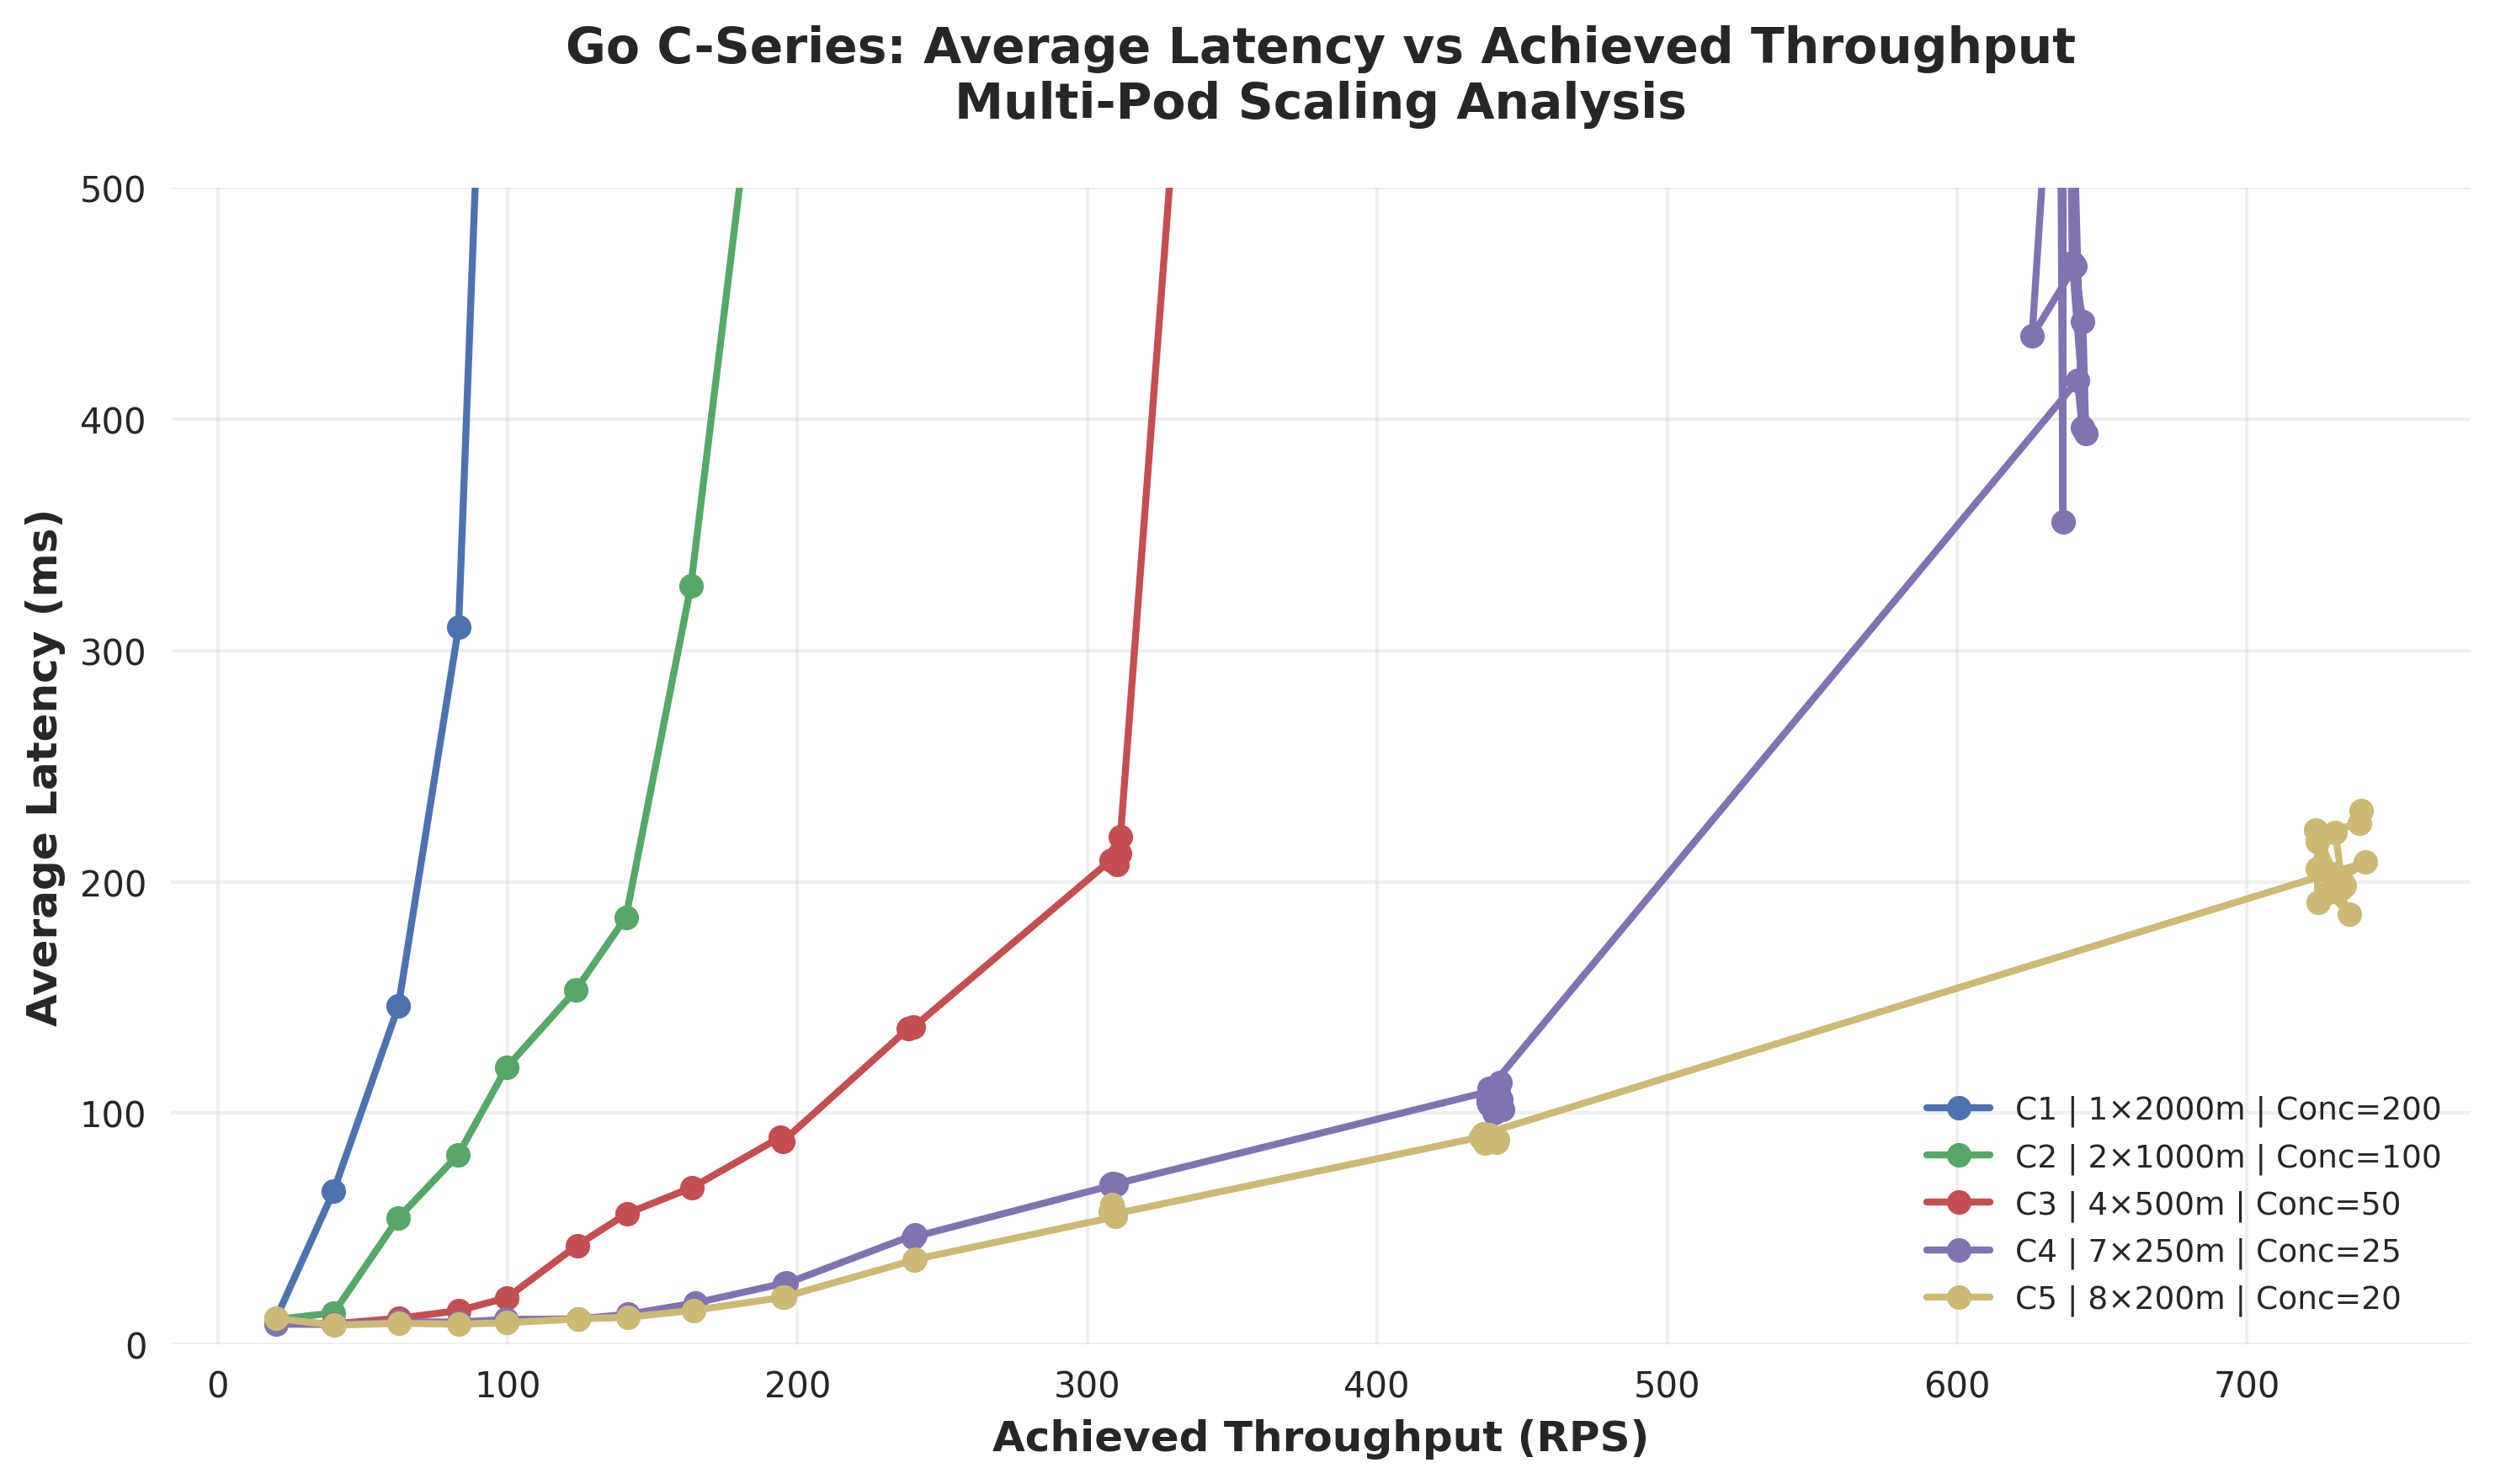 Go C-Series: Average Latency vs Achieved Throughput
Multi-Pod Scaling Analysis
Average Latency (ms)
500
400
300
200
100
0
0 100 200 300 400 500 600 700
Achieved Throughput (RPS)
C1 | 1×2000m | Conc=200
C2 | 2×1000m | Conc=100
C3 | 4×500m | Conc=50
C4 | 7×250m | Conc=25
C5 | 8×200m | Conc=20